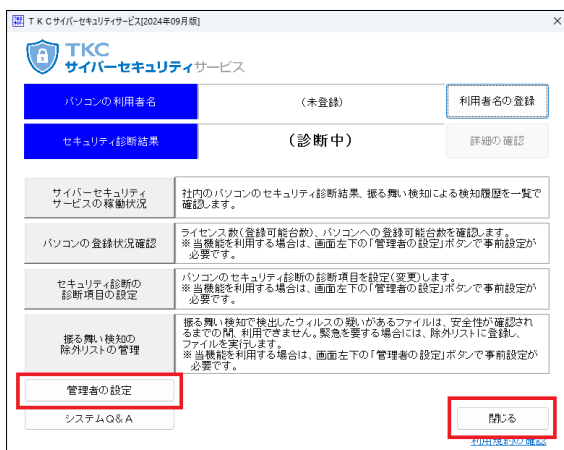 TKCサイバーセキュリティサービス[2024年09月版]
TKC
サイバーセキュリティサービス
パソコンの利用者名
(未登録)
利用者名の登録
セキュリティ診断結果
(診断中)
詳細の確認
サイバーセキュリティ
サービスの稼働状況
社内のパソコンのセキュリティ診断結果、振る舞い検知による検知履歴を一覧で
確認します。
パソコンの登録状況確認
ライセンス数(登録可能台数)、パソコンへの登録可能台数を確認します。
※当機能を利用する場合は、画面左下の「管理者の設定」ボタンで事前設定が
必要です。
セキュリティ診断の
診断項目の設定
パソコンのセキュリティ診断の診断項目を設定(変更)します。
※当機能を利用する場合は、画面左下の「管理者の設定」ボタンで事前設定が
必要です。
振る舞い検知の
除外リストの管理
振る舞い検知で検出したウィルスの疑いがあるファイルは、安全性が確認され
るまでの間、利用できません。緊急を要する場合には、除外リストに登録し、
ファイルを実行します。
※当機能を利用する場合は、画面左下の「管理者の設定」ボタンで事前設定が
必要です。
管理者の設定
システムQ&A
閉じる
利用規約の確認